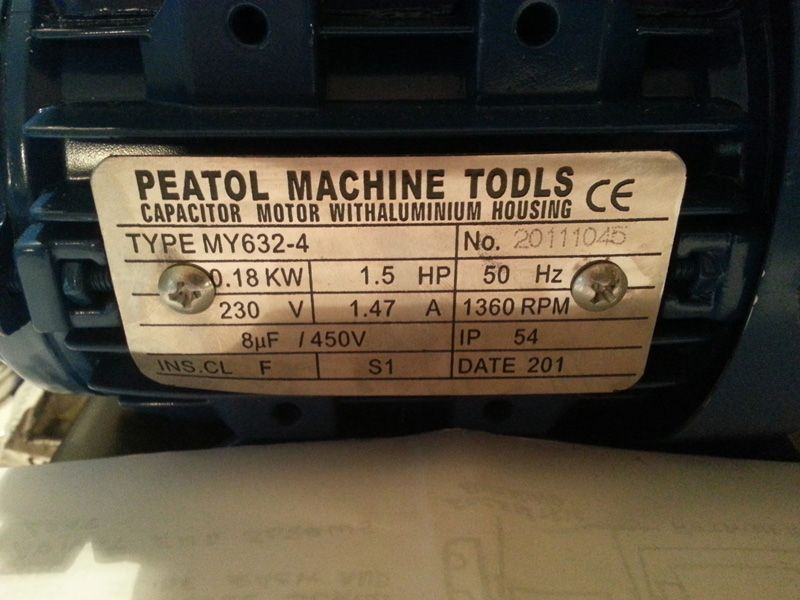 PEATOL MACHINE TODLS CE
CAPACITOR MOTOR WITHALUMINIUM HOUSING
TYPE MY632-4 No. 20111045
0.18 KW 1.5 HP 50 Hz
230 V 1.47 A 1360 RPM
8µF / 450V IP 54
INS.CL F S1 DATE 201